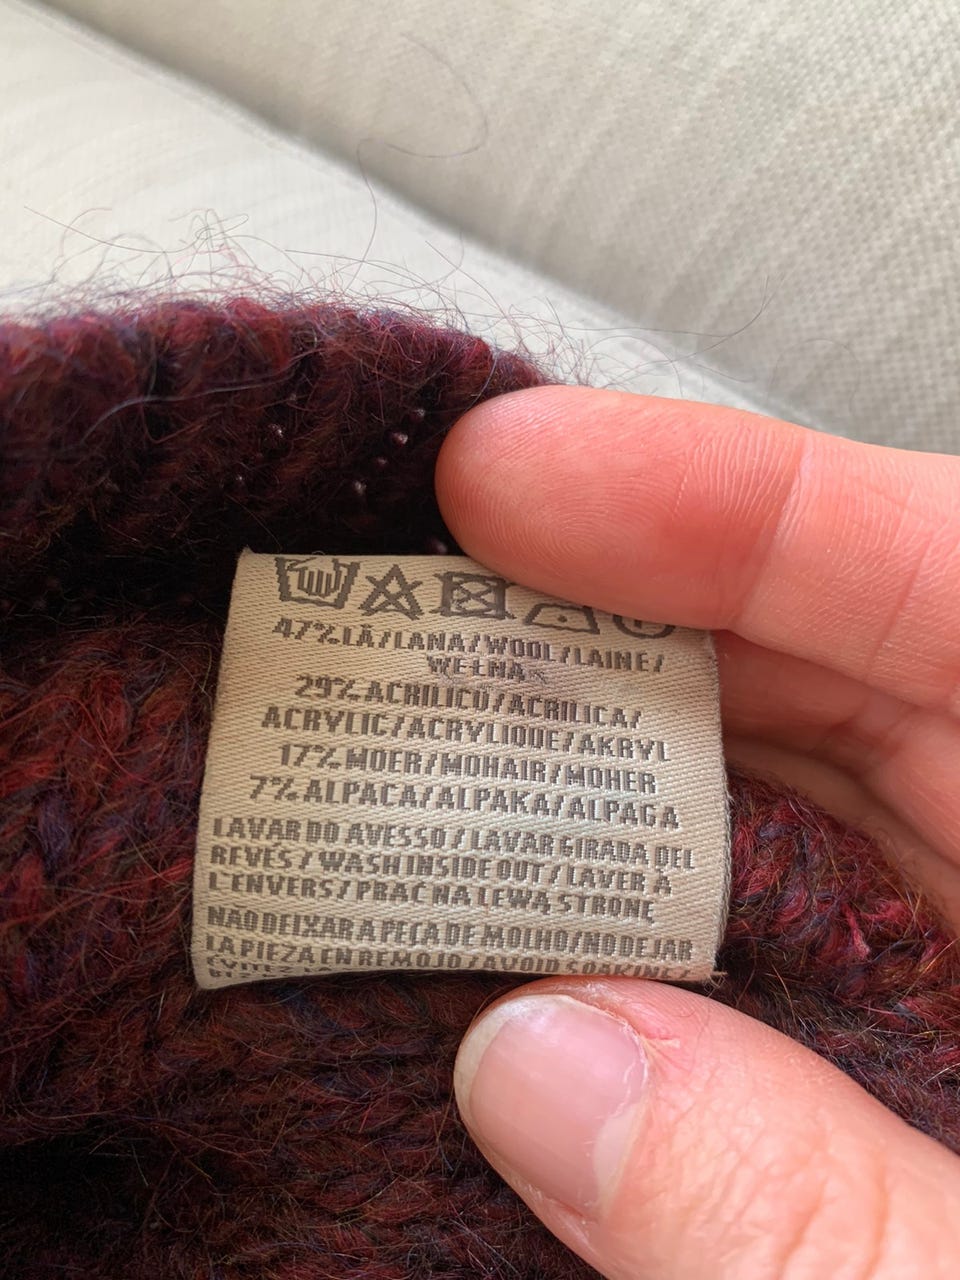 47% LÃ/LANA/WOOL/LAINE/
WEŁNA
29% ACRILICO/ACRILICA/
ACRYLIC/ACRYLIQUE/AKRYL
17% MOER/MOHAIR/MOHER
7% ALPACA/ALPAKA/ALPAGA
LAVAR DO AVESSO/LAVAR GIRADA DEL
REVÉS/WASH INSIDE OUT/LAVER À
L'ENVERS/PRAĆ NA LEWĄ STRONĘ
NÃO DEIXAR A PEÇA DE MOLHO/NO DEJAR
LA PIEZA EN REMOJO/AVOID SOAKING/